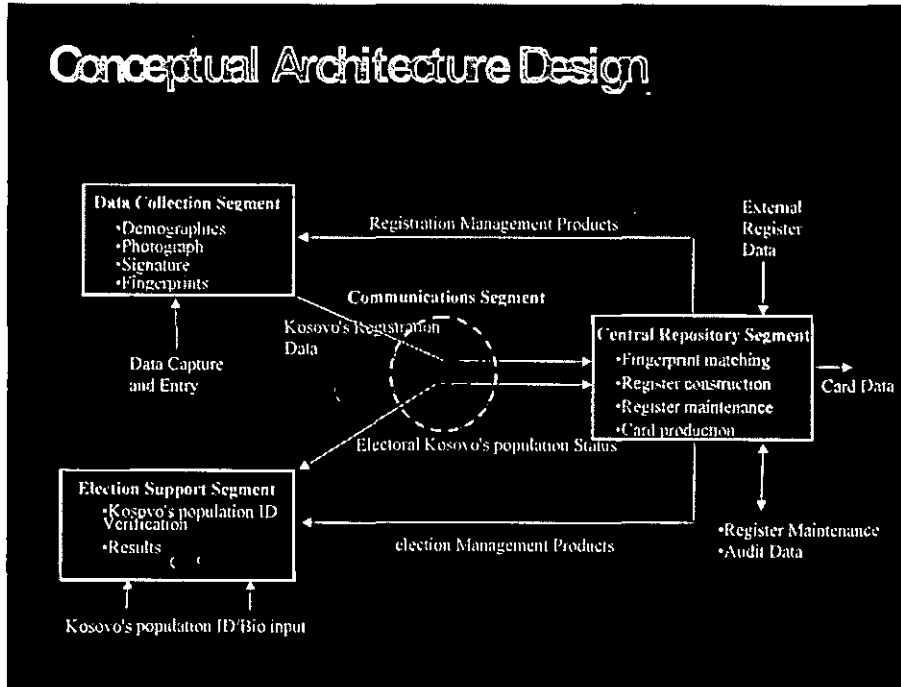 Conceptual Architecture Design
Data Collection Segment
•Demographics
•Photograph
•Signature
•Fingerprints
Registration Management Products
External
Register
Data
Communications Segment
Kosovo's Registration
Data
Data Capture
and Entry
Central Repository Segment
•Fingerprint matching
•Register construction
•Register maintenance
•Card production
Card Data
Electoral Kosovo's population Status
Election Support Segment
•Kosovo's population ID
Verification
•Results
election Management Products
•Register Maintenance
•Audit Data
Kosovo's population ID/Bio input